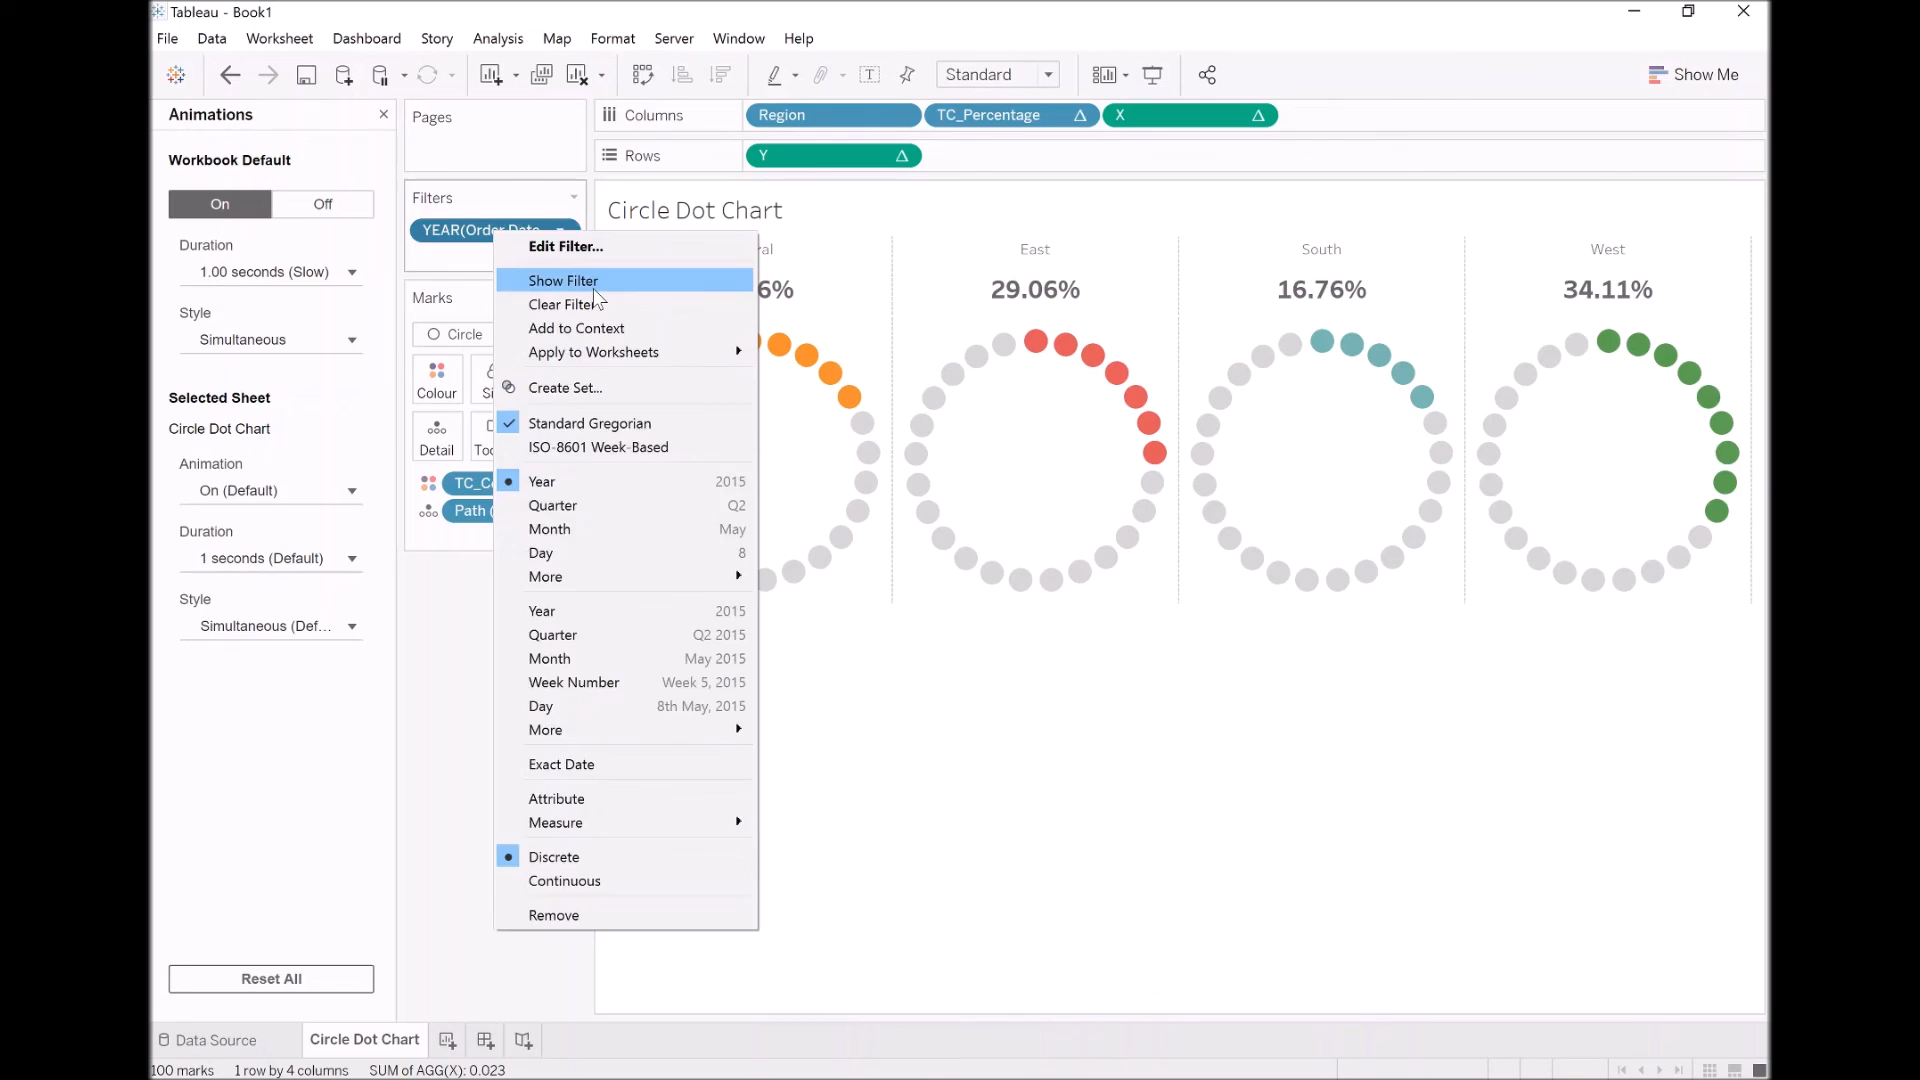 Tableau - Book1
File Data Worksheet Dashboard Story Analysis Map Format Server Window Help
Standard
Show Me
Animations
Workbook Default
On Off
Duration
1.00 seconds (Slow)
Style
Simultaneous
Selected Sheet
Circle Dot Chart
Animation
On (Default)
Duration
1 seconds (Default)
Style
Simultaneous (Def...
Reset All
Pages
Filters
YEAR(Order Date
Marks
Circle
Colour
Detail
Columns Region TC_Percentage X
Rows Y
Circle Dot Chart
East South West
6% 29.06% 16.76% 34.11%
Edit Filter...
Show Filter
Clear Filter
Add to Context
Apply to Worksheets
Create Set...
Standard Gregorian
ISO-8601 Week-Based
Year 2015
Quarter Q2
Month May
Day 8
More
Year 2015
Quarter Q2 2015
Month May 2015
Week Number Week 5, 2015
Day 8th May, 2015
More
Exact Date
Attribute
Measure
Discrete
Continuous
Remove
Data Source Circle Dot Chart
100 marks 1 row by 4 columns SUM of AGG(X): 0.023